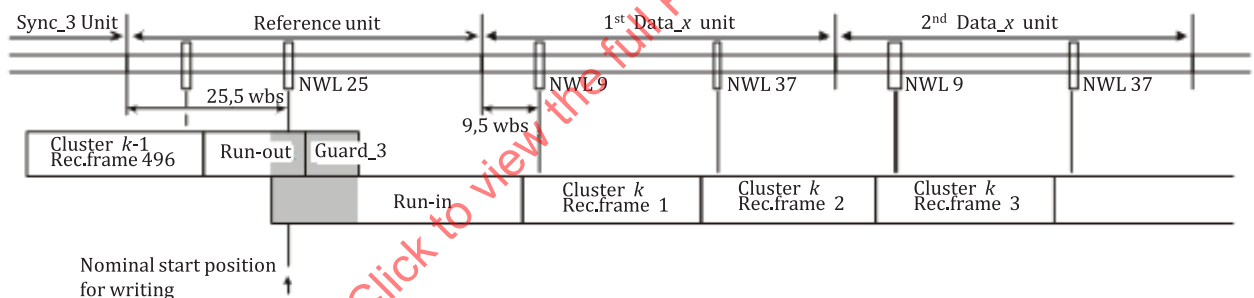 Sync_3 Unit
Reference unit
1st Data_x unit
2nd Data_x unit
NWL 25
NWL 9
NWL 37
NWL 9
NWL 37
25,5 wbs
9,5 wbs
Cluster k-1
Rec.frame 496
Run-out
Guard_3
Run-in
Cluster k
Rec.frame 1
Cluster k
Rec.frame 2
Cluster k
Rec.frame 3
Nominal start position
for writing
Click to view the full